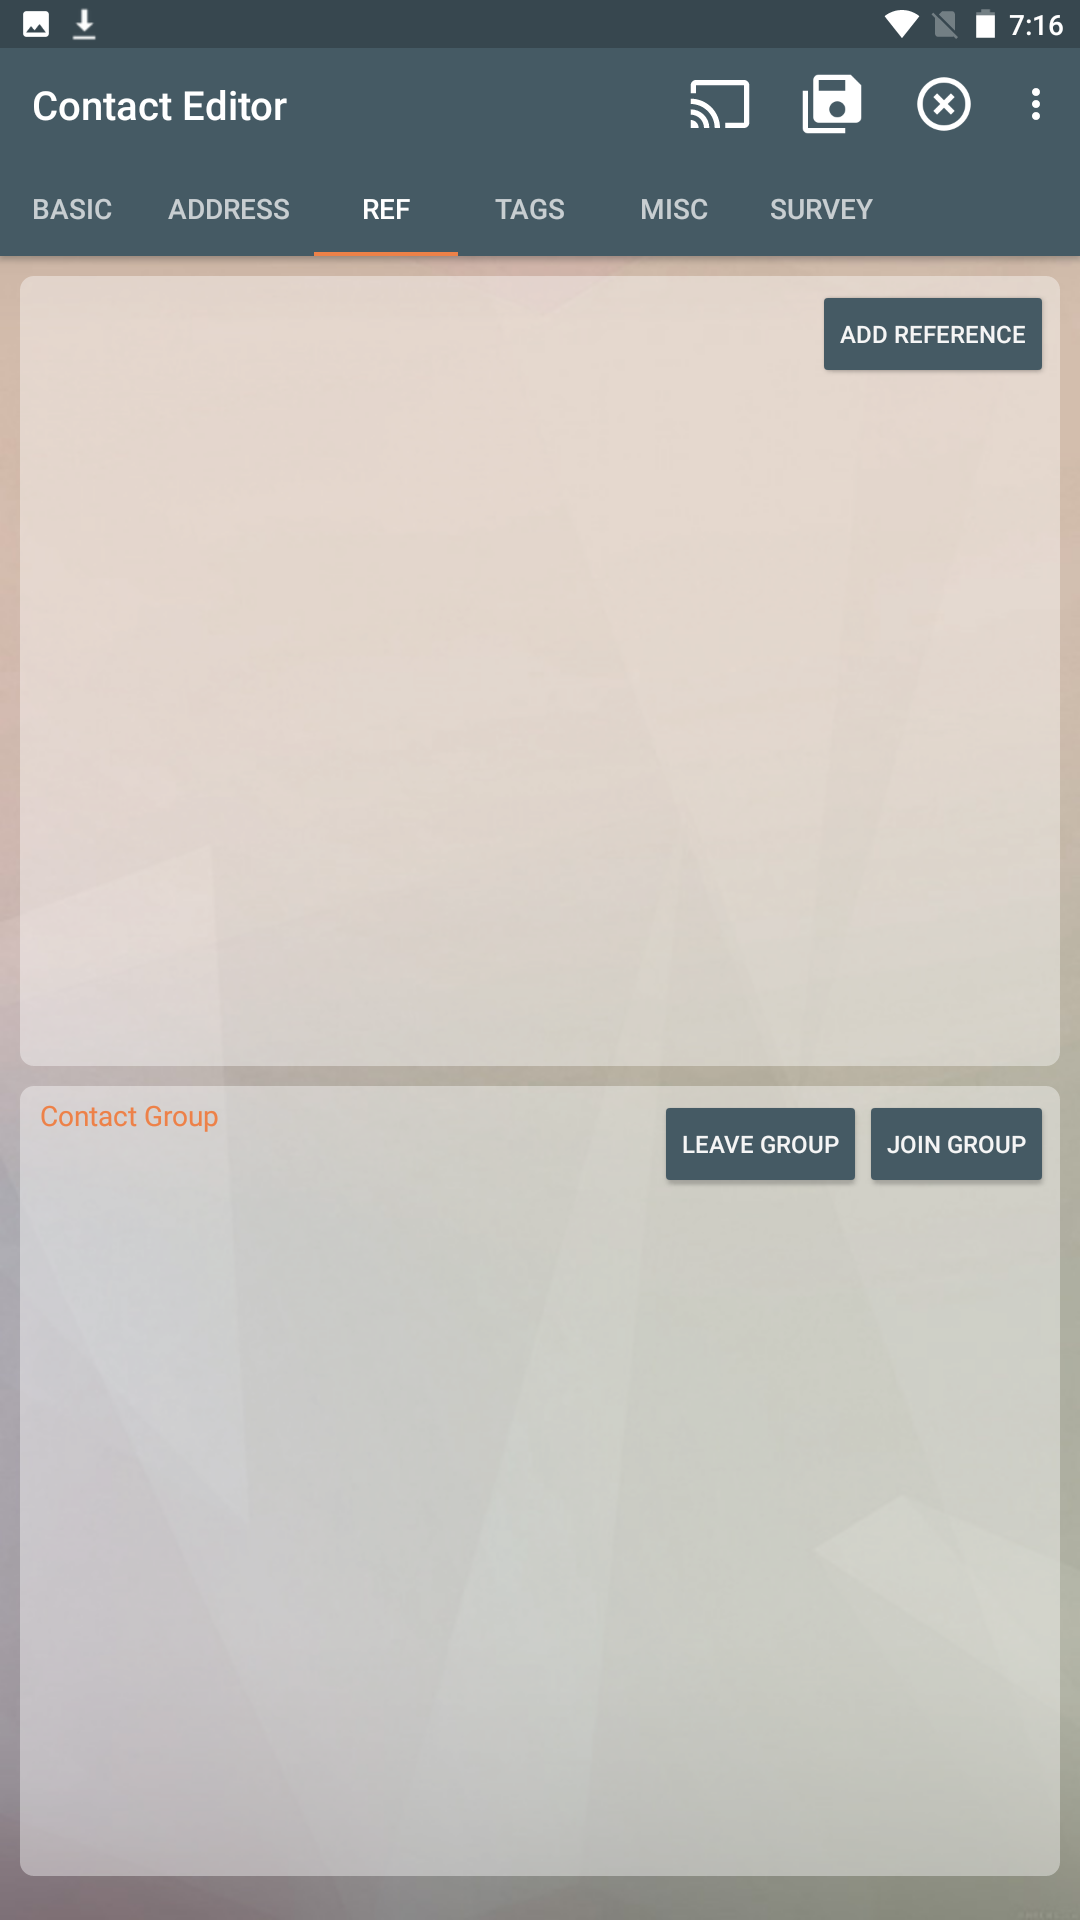 7:16
Contact Editor
BASIC ADDRESS REF TAGS MISC SURVEY
ADD REFERENCE
Contact Group
LEAVE GROUP JOIN GROUP